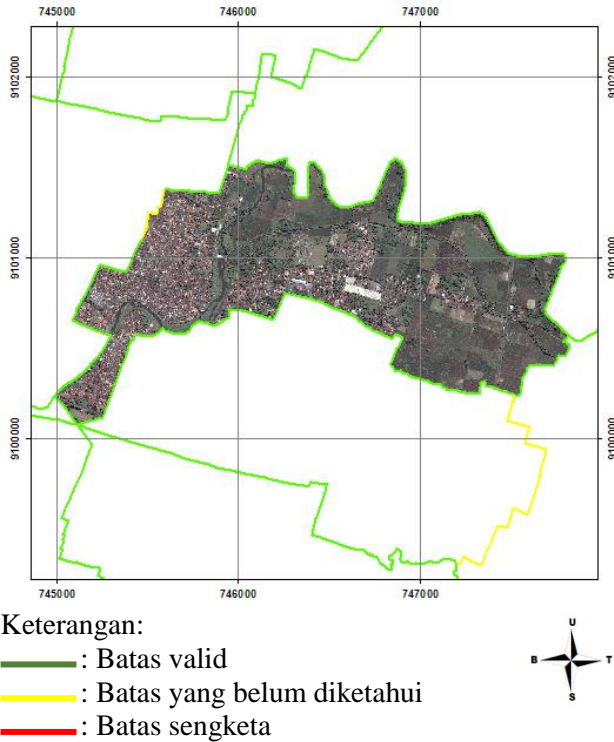 745000 746000 747000
9102000 9102000
9101000 9101000
9100000 9100000
745000 746000 747000
Keterangan:
: Batas valid
: Batas yang belum diketahui
: Batas sengketa
U
B T
S